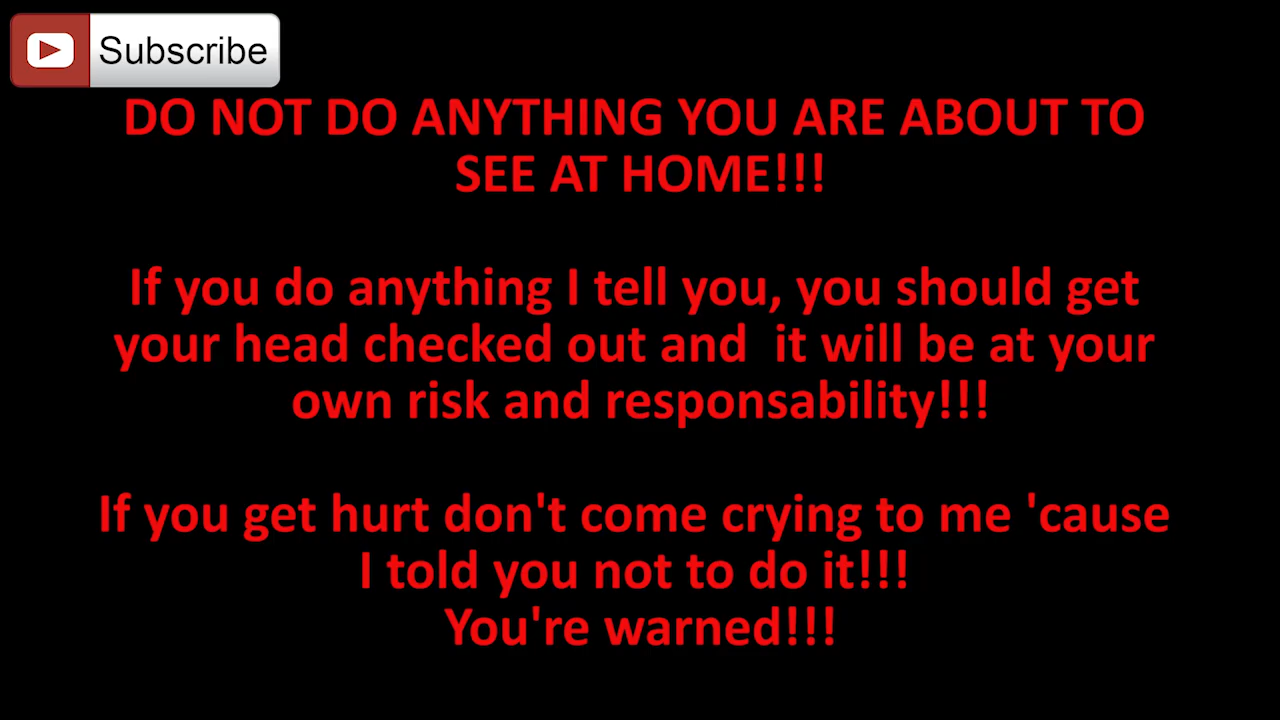 Subscribe
DO NOT DO ANYTHING YOU ARE ABOUT TO
SEE AT HOME!!!
If you do anything I tell you, you should get
your head checked out and  it will be at your
own risk and responsability!!!
If you get hurt don't come crying to me 'cause
I told you not to do it!!!
You're warned!!!